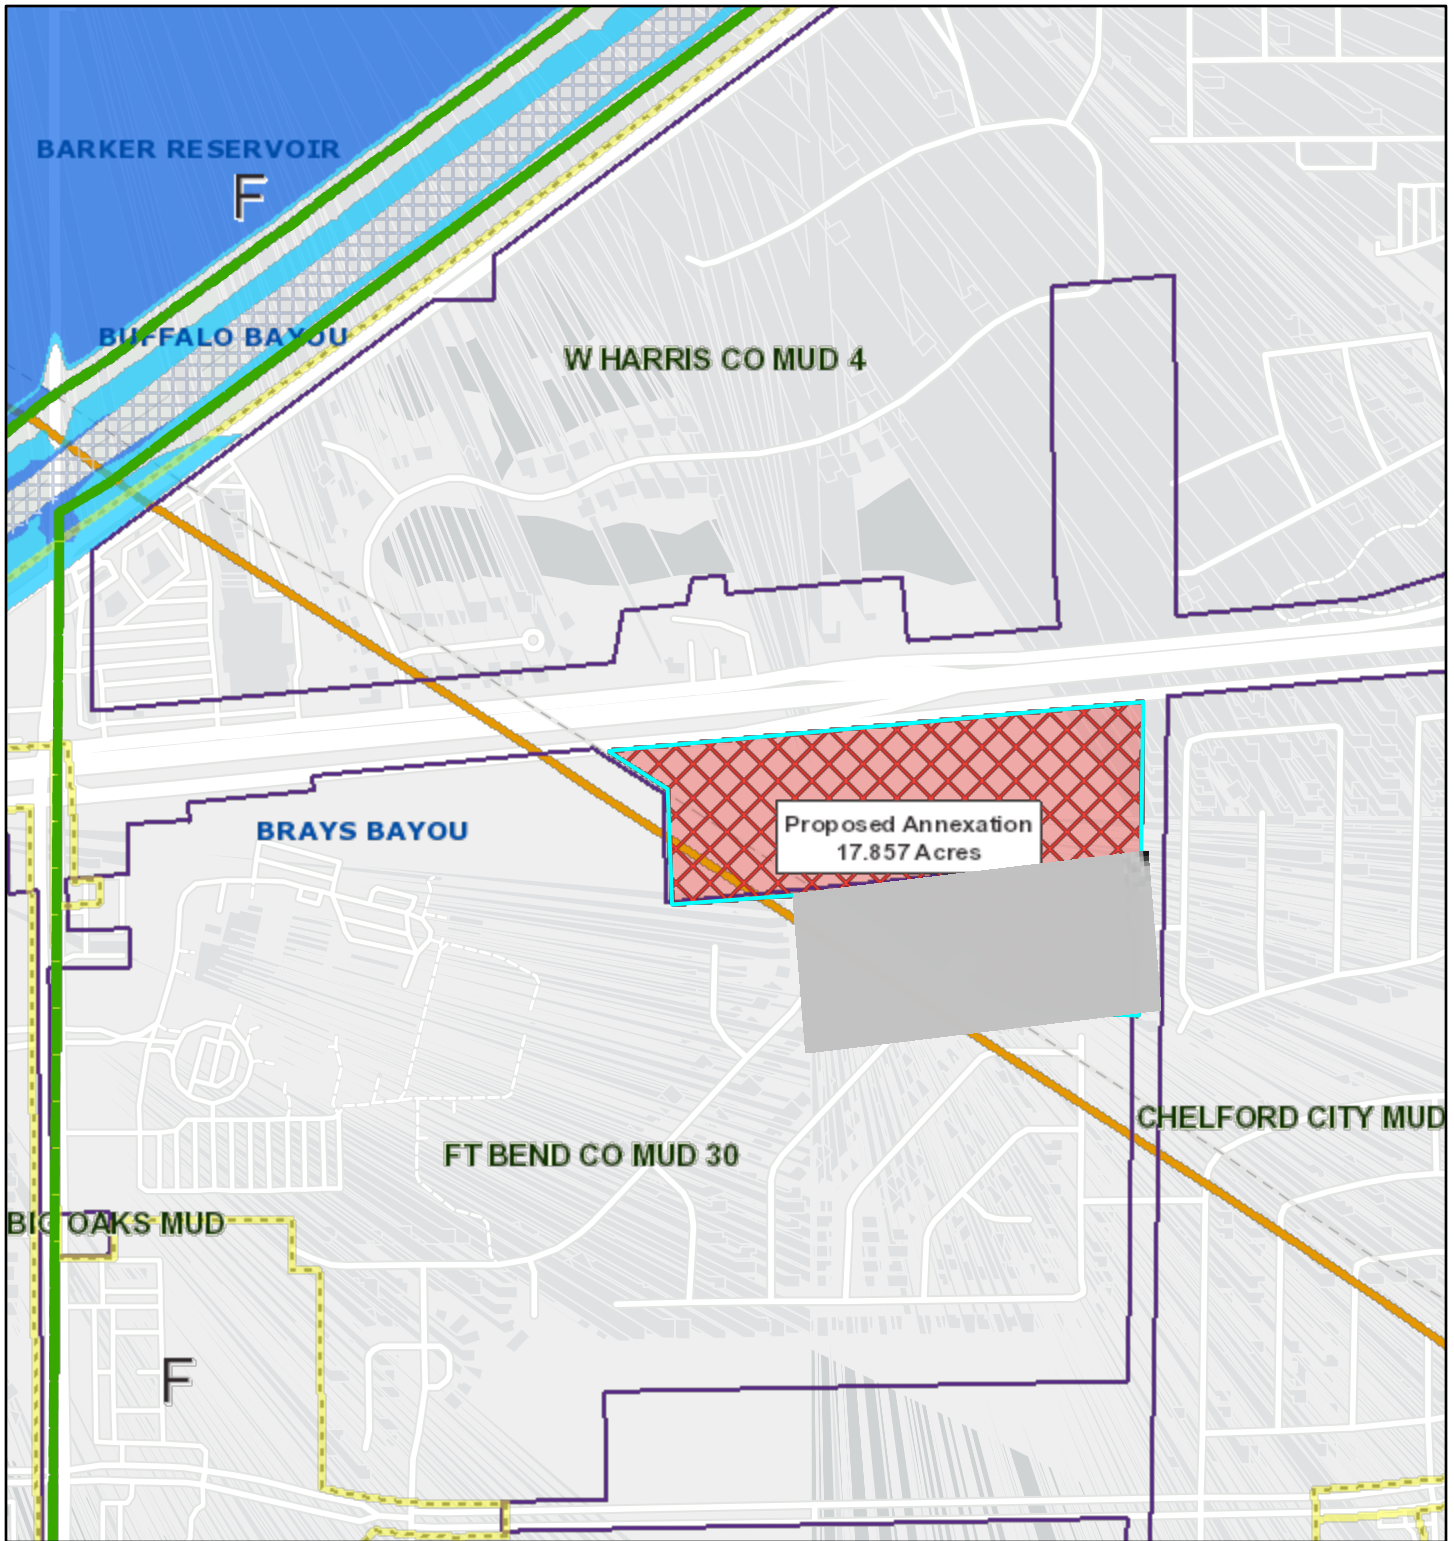 BARKER RESERVOIR
F
BUFFALO BAYOU
W HARRIS CO MUD 4
Proposed Annexation
17.857 Acres
BRAYS BAYOU
CHELFORD CITY MUD
FT BEND CO MUD 30
BIG OAKS MUD
F